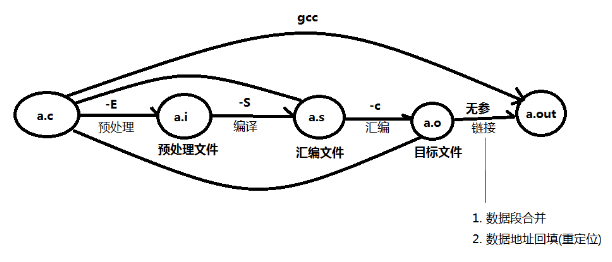 gcc
-E
-S
-c
无参
a.c
a.i
a.s
a.o
a.out
预处理
编译
汇编
链接
预处理文件
汇编文件
目标文件
1. 数据段合并
2. 数据地址回填(重定位)